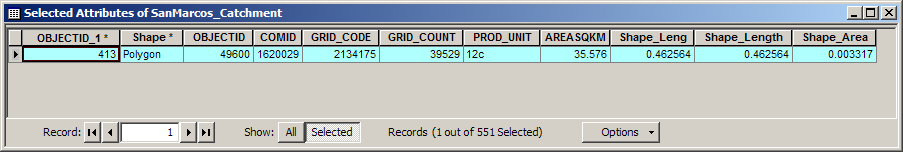 Selected Attributes of SanMarcos_Catchment
OBJECTID_1 * Shape * OBJECTID COMID GRID_CODE GRID_COUNT PROD_UNIT AREASQKM Shape_Leng Shape_Length Shape_Area
413 Polygon 49600 1620029 2134175 39529 12c 35.576 0.462564 0.462564 0.003317
Record: 1 Show: All Selected Records (1 out of 551 Selected) Options